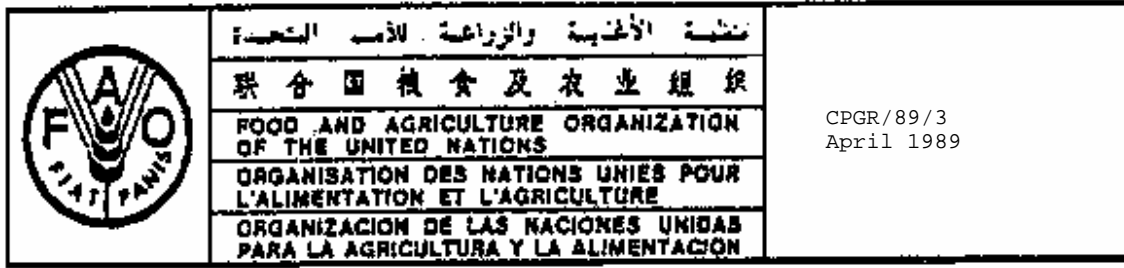 FAO
FIAT PANIS
منظمة الأغذية والزراعة للأمم المتحدة
联合国粮食及农业组织
FOOD AND AGRICULTURE ORGANIZATION
OF THE UNITED NATIONS
ORGANISATION DES NATIONS UNIES POUR
L'ALIMENTATION ET L'AGRICULTURE
ORGANIZACION DE LAS NACIONES UNIDAS
PARA LA AGRICULTURA Y LA ALIMENTACION
CPGR/89/3
April 1989